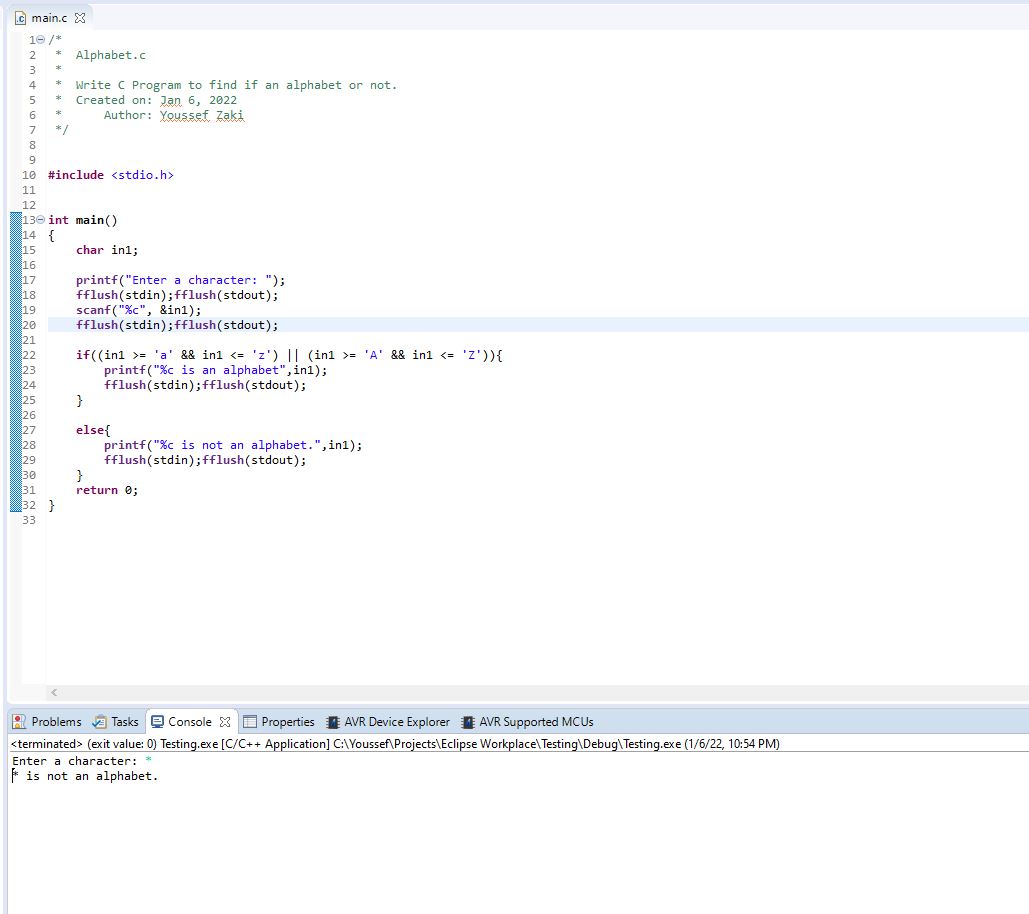 main.c
1 /*
2  *  Alphabet.c
3  *
4  *  Write C Program to find if an alphabet or not.
5  *  Created on: Jan 6, 2022
6  *      Author: Youssef Zaki
7  */
8
9
10 #include <stdio.h>
11
12
13 int main()
14 {
15     char in1;
16
17     printf("Enter a character: ");
18     fflush(stdin);fflush(stdout);
19     scanf("%c", &in1);
20     fflush(stdin);fflush(stdout);
21
22     if((in1 >= 'a' && in1 <= 'z') || (in1 >= 'A' && in1 <= 'Z')){
23         printf("%c is an alphabet",in1);
24         fflush(stdin);fflush(stdout);
25     }
26
27     else{
28         printf("%c is not an alphabet.",in1);
29         fflush(stdin);fflush(stdout);
30     }
31     return 0;
32 }
33
Problems Tasks Console Properties AVR Device Explorer AVR Supported MCUs
<terminated> (exit value: 0) Testing.exe [C/C++ Application] C:\Youssef\Projects\Eclipse Workplace\Testing\Debug\Testing.exe (1/6/22, 10:54 PM)
Enter a character: *
* is not an alphabet.